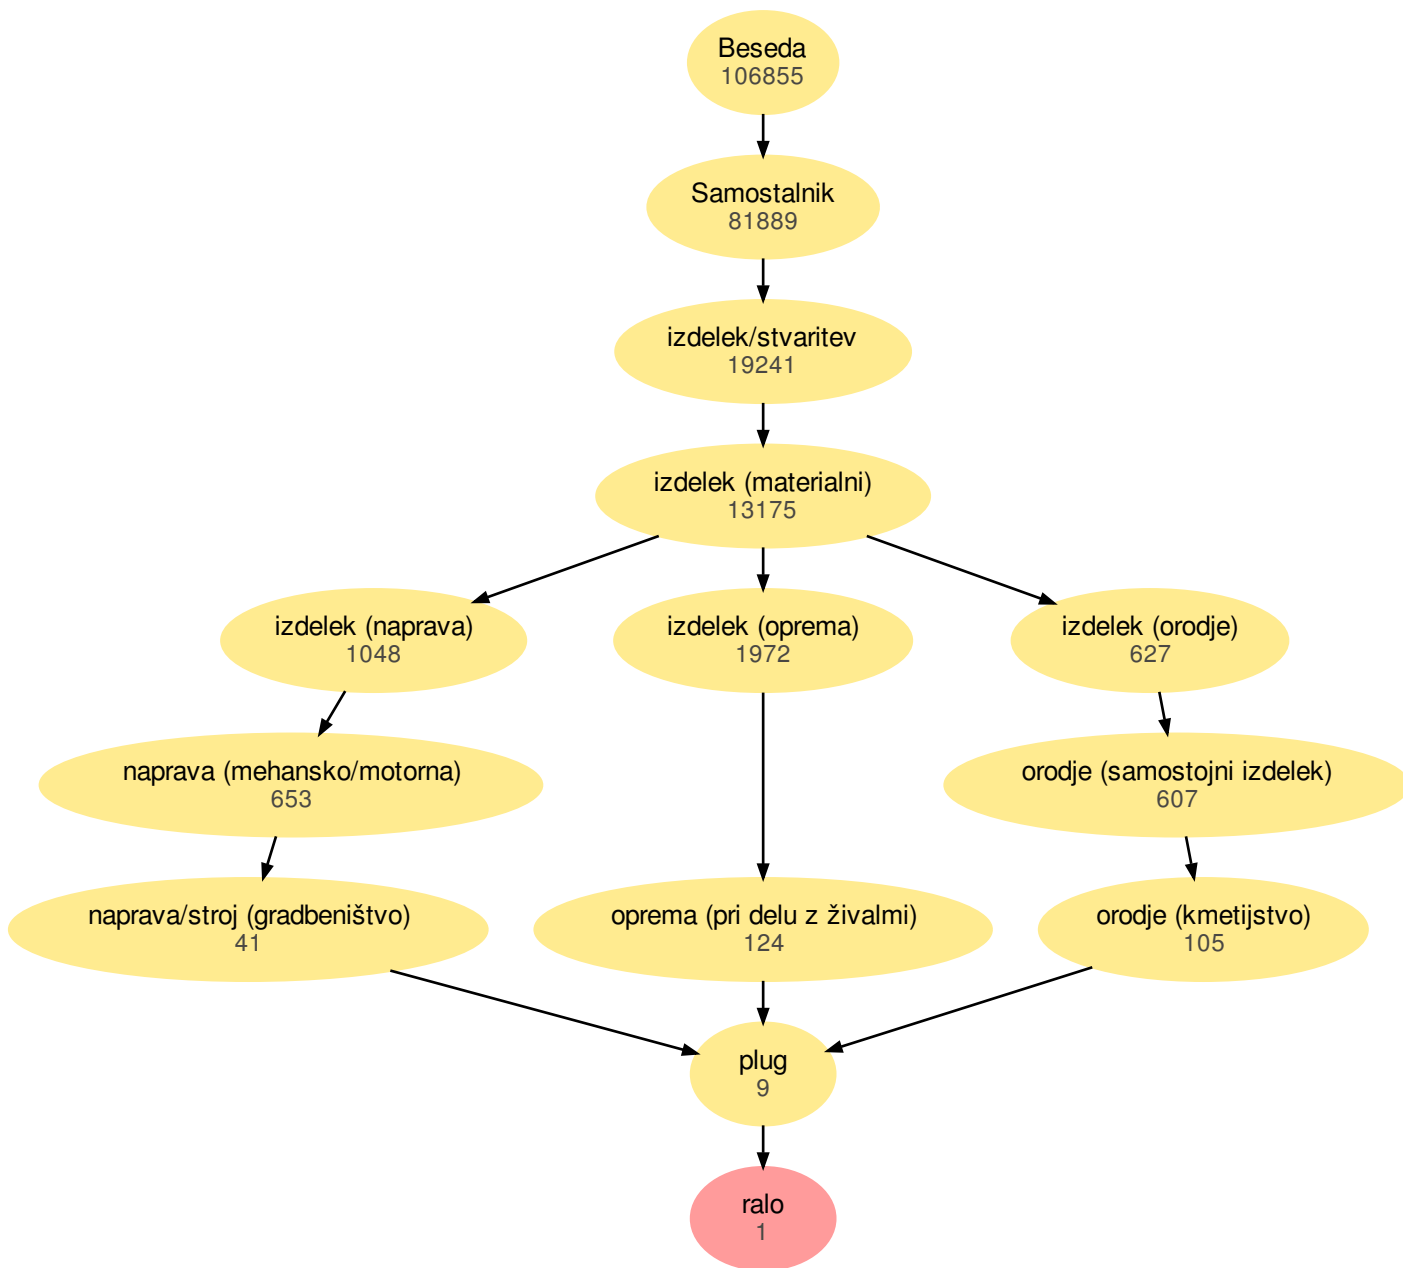 Beseda
106855
Samostalnik
81889
izdelek/stvaritev
19241
izdelek (materialni)
13175
izdelek (naprava)
1048
izdelek (oprema)
1972
izdelek (orodje)
627
naprava (mehansko/motorna)
653
orodje (samostojni izdelek)
607
naprava/stroj (gradbeništvo)
41
oprema (pri delu z živalmi)
124
orodje (kmetijstvo)
105
plug
9
ralo
1